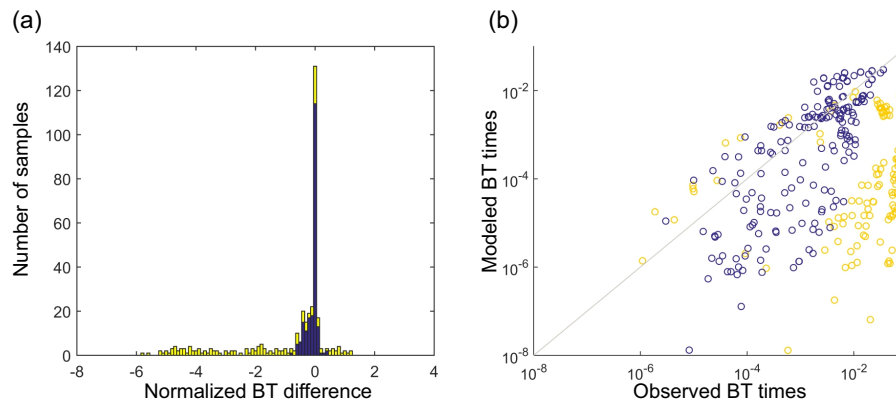 (a)
Number of samples
140
120
100
80
60
40
20
0
-8 -6 -4 -2 0 2 4
Normalized BT difference
(b)
Modeled BT times
10-2
10-4
10-6
10-8
10-8 10-6 10-4 10-2
Observed BT times